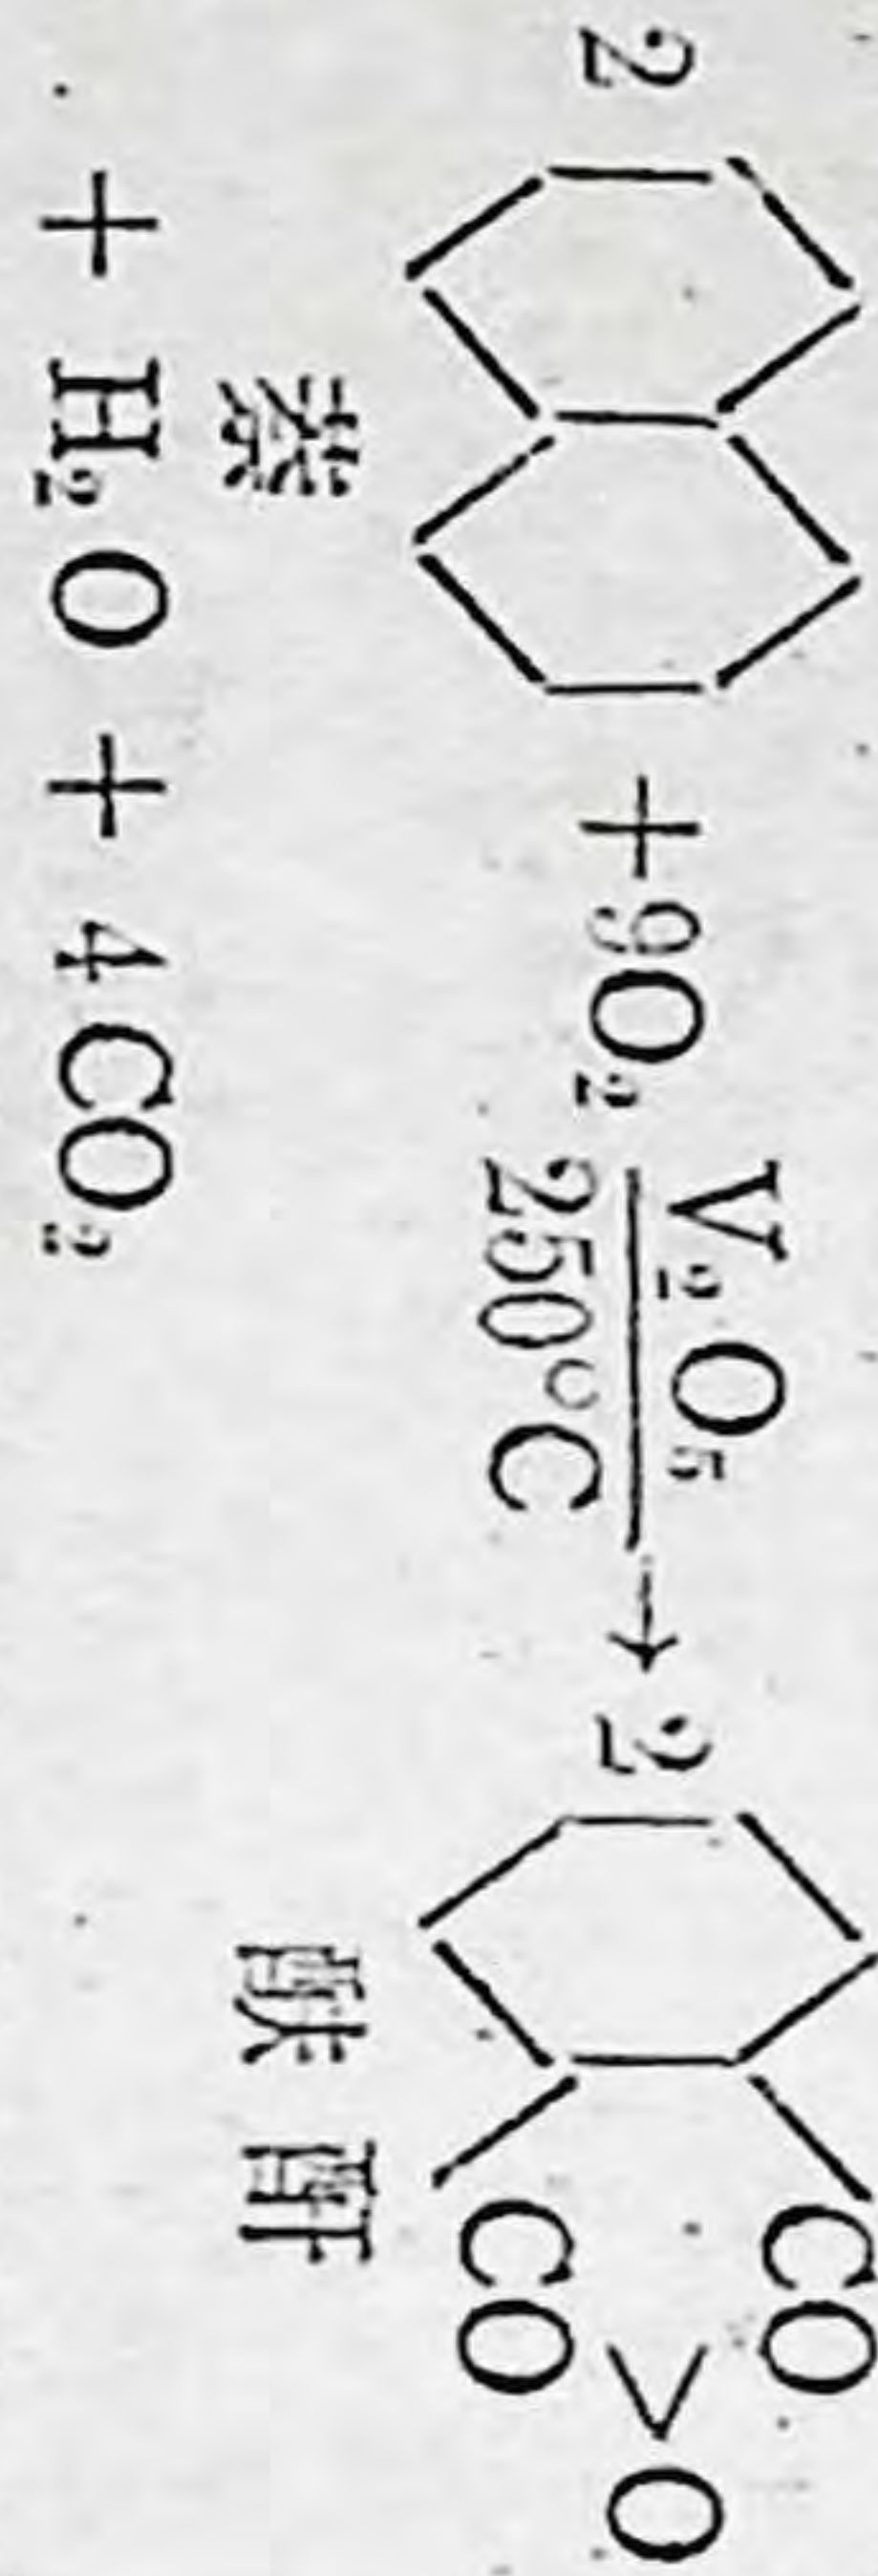 2 +9O₂ V₂O₅ 250°C → 2 CO CO > O
萘 酞酐
+ H₂O + 4CO₂